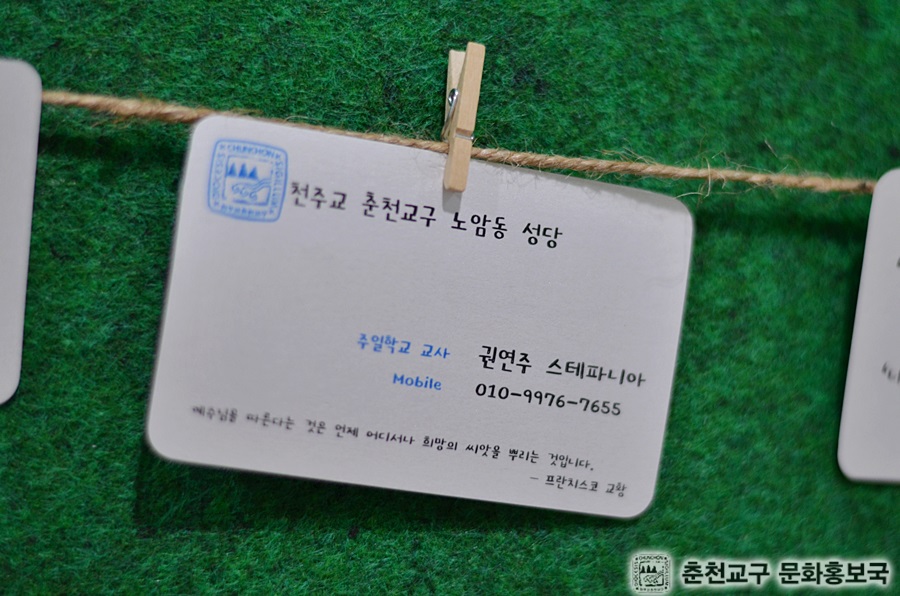 천주교 춘천교구 노암동 성당
주일학교 교사 권연주 스테파니아
Mobile 010-9976-7655
예수님을 따른다는 것은 언제 어디서나 희망의 씨앗을 뿌리는 것입니다.
- 프란치스코 교황
춘천교구 문화홍보국